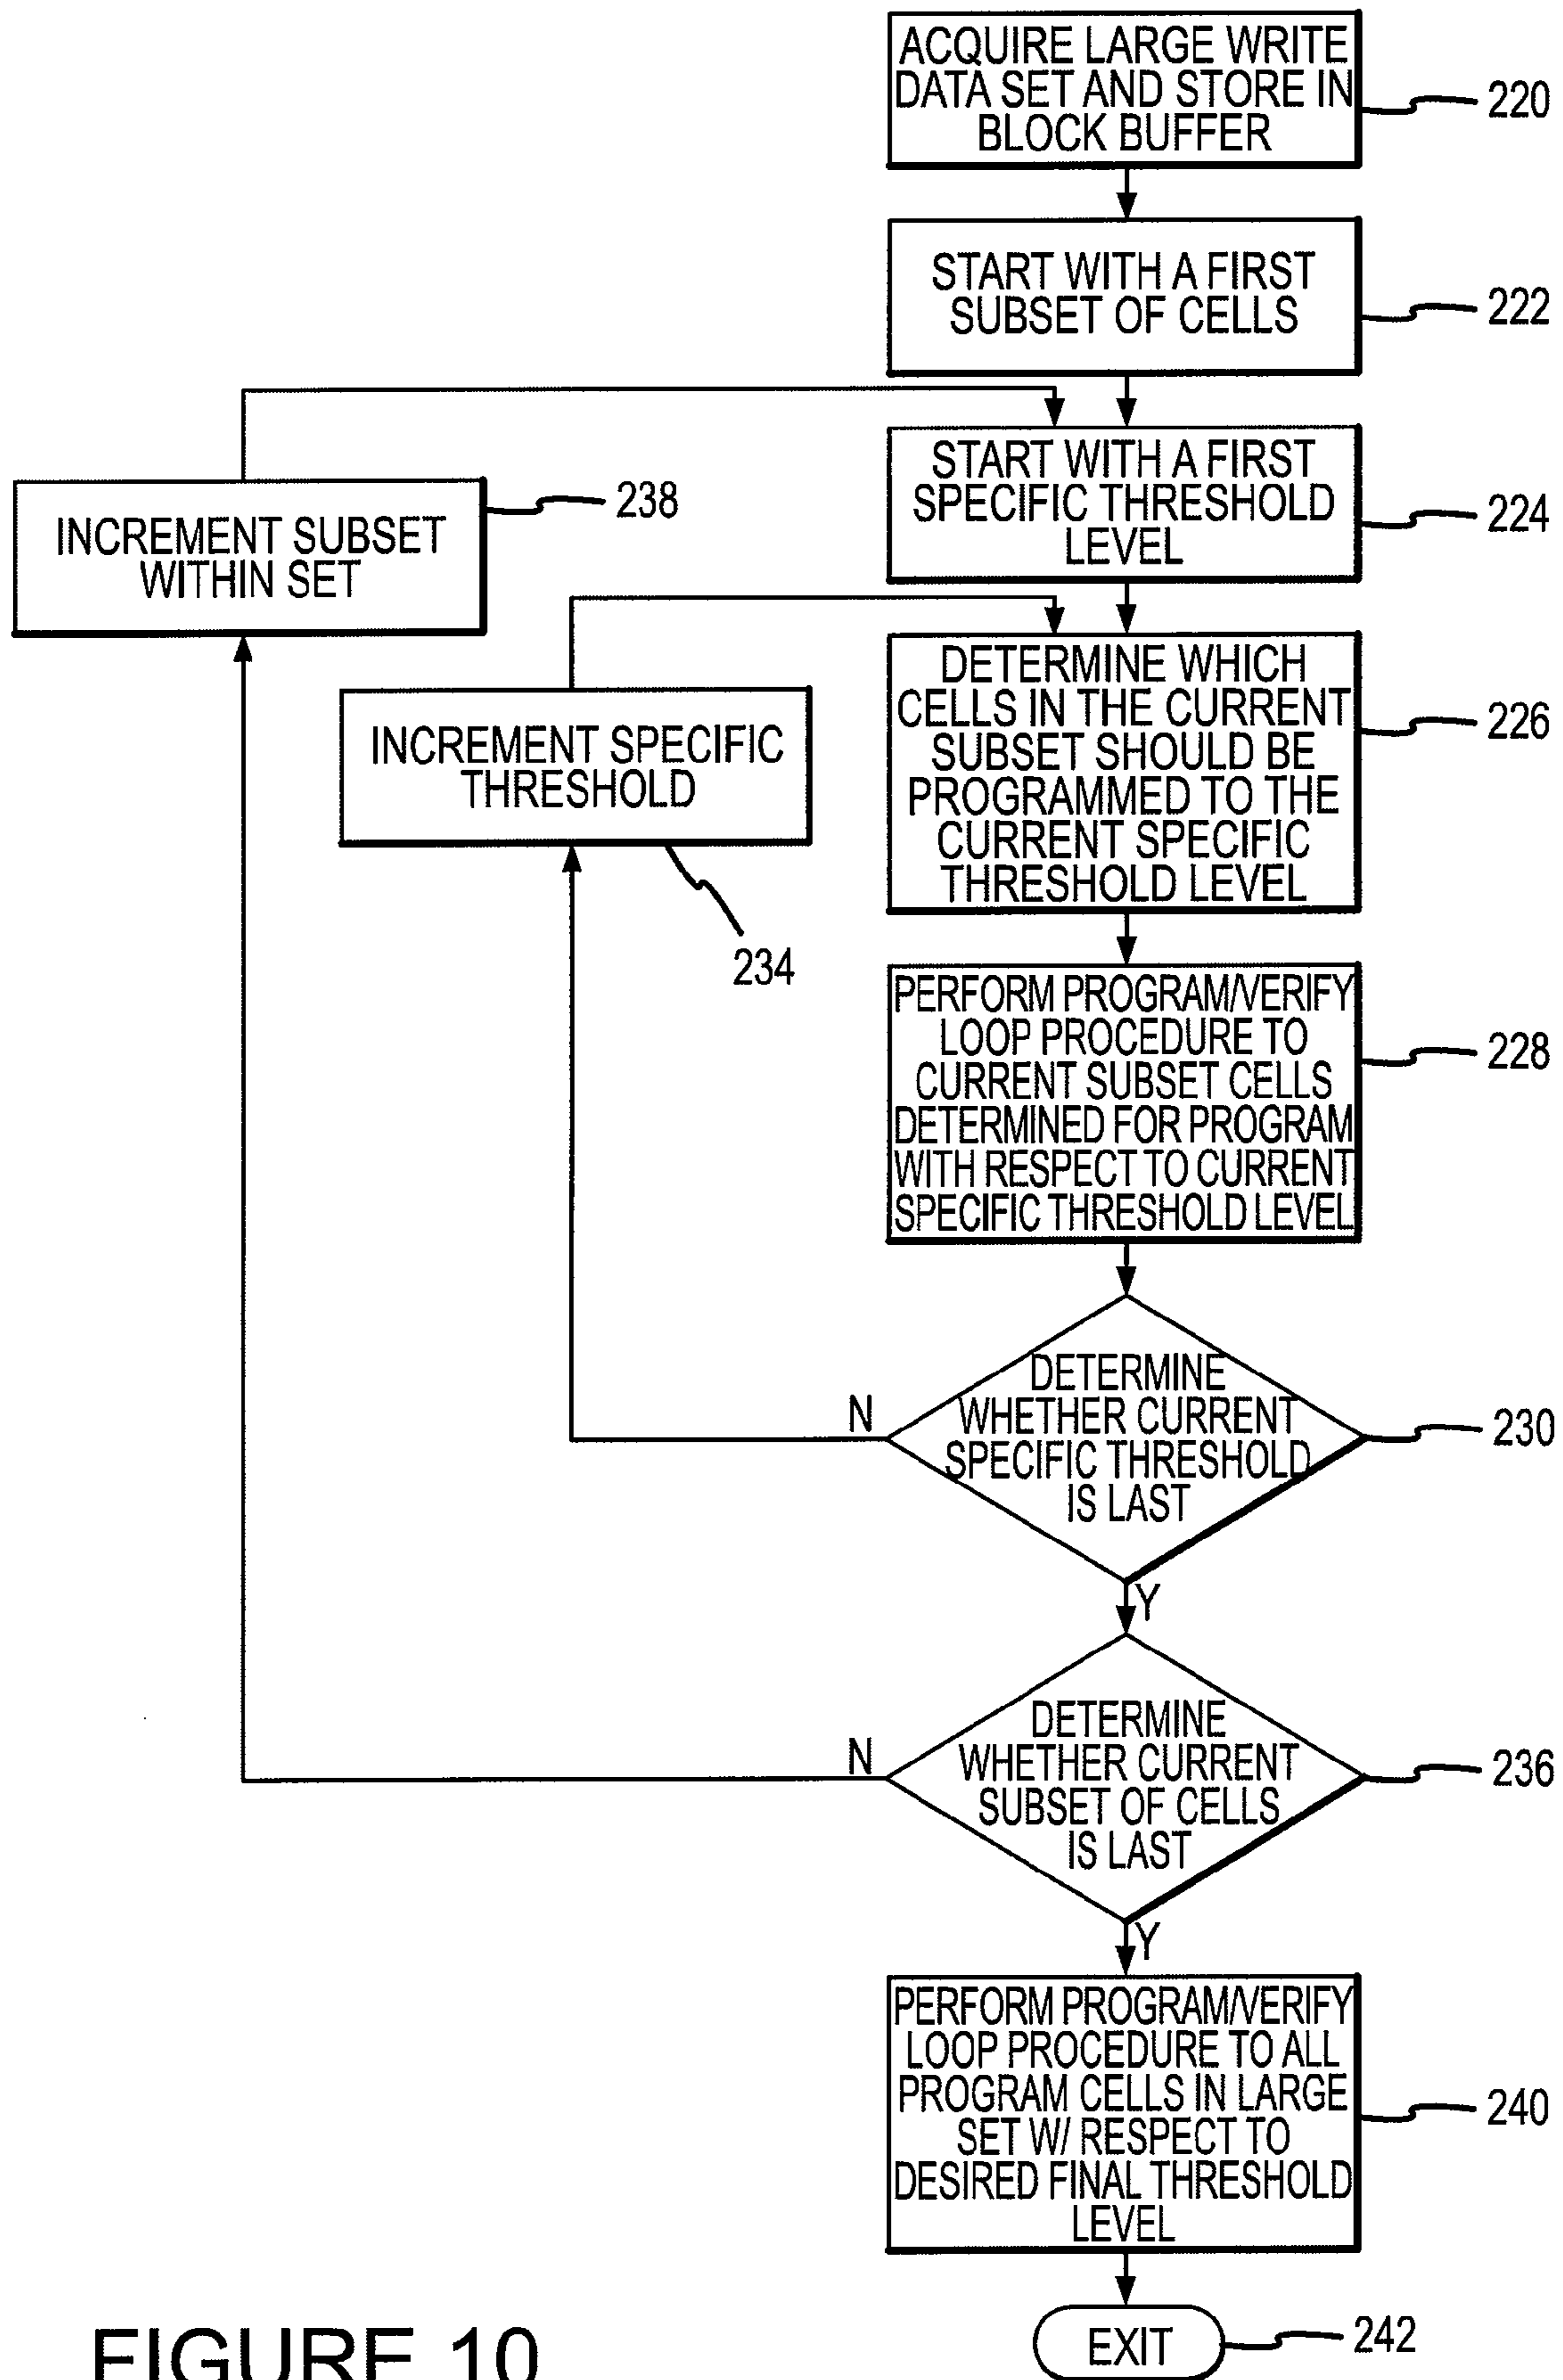 ACQUIRE LARGE WRITE
DATA SET AND STORE IN
BLOCK BUFFER
220
START WITH A FIRST
SUBSET OF CELLS
222
START WITH A FIRST
SPECIFIC THRESHOLD
LEVEL
224
INCREMENT SUBSET
WITHIN SET
238
DETERMINE WHICH
CELLS IN THE CURRENT
SUBSET SHOULD BE
PROGRAMMED TO THE
CURRENT SPECIFIC
THRESHOLD LEVEL
226
INCREMENT SPECIFIC
THRESHOLD
234
PERFORM PROGRAM/VERIFY
LOOP PROCEDURE TO
CURRENT SUBSET CELLS
DETERMINED FOR PROGRAM
WITH RESPECT TO CURRENT
SPECIFIC THRESHOLD LEVEL
228
DETERMINE
WHETHER CURRENT
SPECIFIC THRESHOLD
IS LAST
N
230
Y
DETERMINE
WHETHER CURRENT
SUBSET OF CELLS
IS LAST
N
236
Y
PERFORM PROGRAM/VERIFY
LOOP PROCEDURE TO ALL
PROGRAM CELLS IN LARGE
SET W/ RESPECT TO
DESIRED FINAL THRESHOLD
LEVEL
240
EXIT
242
FIGURE 10